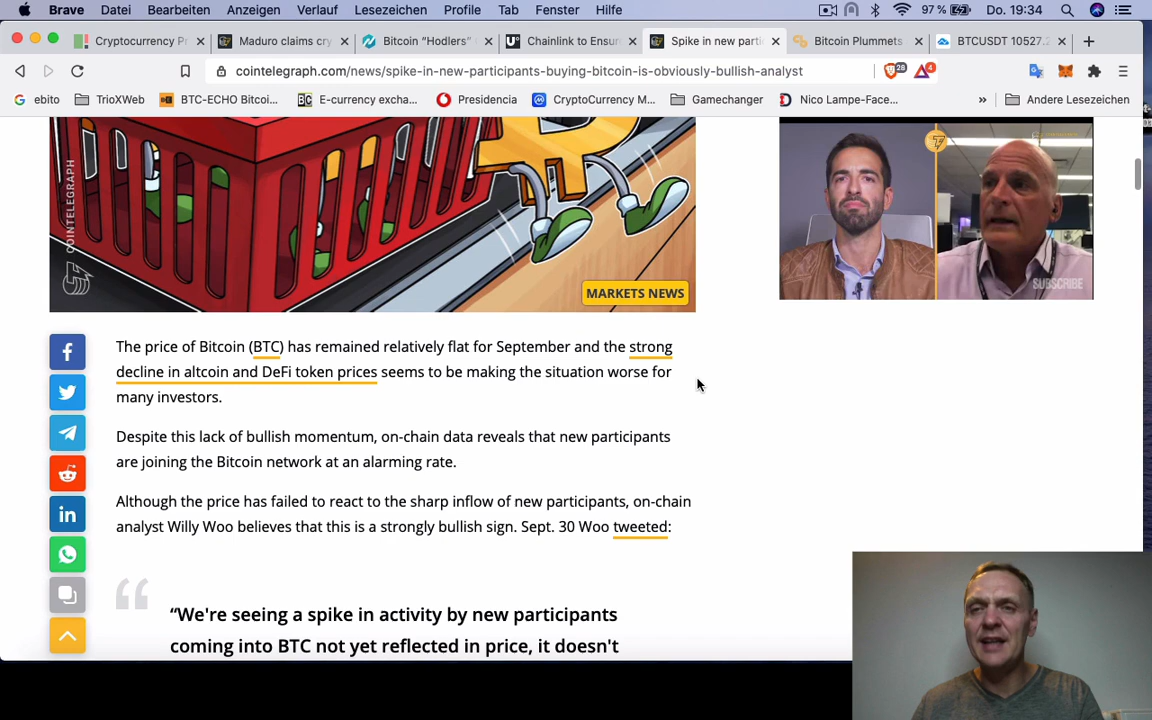 Brave Datei Bearbeiten Anzeigen Verlauf Lesezeichen Profile Tab Fenster Hilfe 97 % Do. 19:34
Cryptocurrency Pr Maduro claims cry Bitcoin “Hodlers” Chainlink to Ensur Spike in new parti Bitcoin Plummets BTCUSDT 10527.2
cointelegraph.com/news/spike-in-new-participants-buying-bitcoin-is-obviously-bullish-analyst 28 4
ebito TrioXWeb BTC-ECHO Bitcoi... E-currency excha... Presidencia CryptoCurrency M... Gamechanger Nico Lampe-Face... » Andere Lesezeichen
COINTELEGRAPH
SUBSCRIBE
MARKETS NEWS
The price of Bitcoin (BTC) has remained relatively flat for September and the strong
decline in altcoin and DeFi token prices seems to be making the situation worse for
many investors.
Despite this lack of bullish momentum, on-chain data reveals that new participants
are joining the Bitcoin network at an alarming rate.
Although the price has failed to react to the sharp inflow of new participants, on-chain
analyst Willy Woo believes that this is a strongly bullish sign. Sept. 30 Woo tweeted:
“We're seeing a spike in activity by new participants
coming into BTC not yet reflected in price, it doesn't